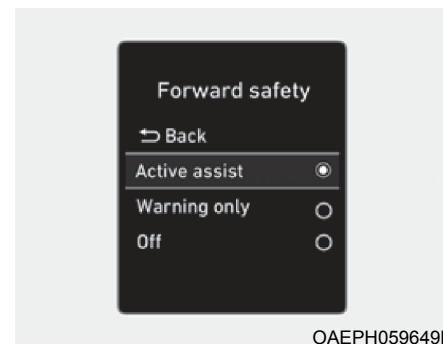 Forward safety
Back
Active assist
Warning only
Off
OAEPH059649L